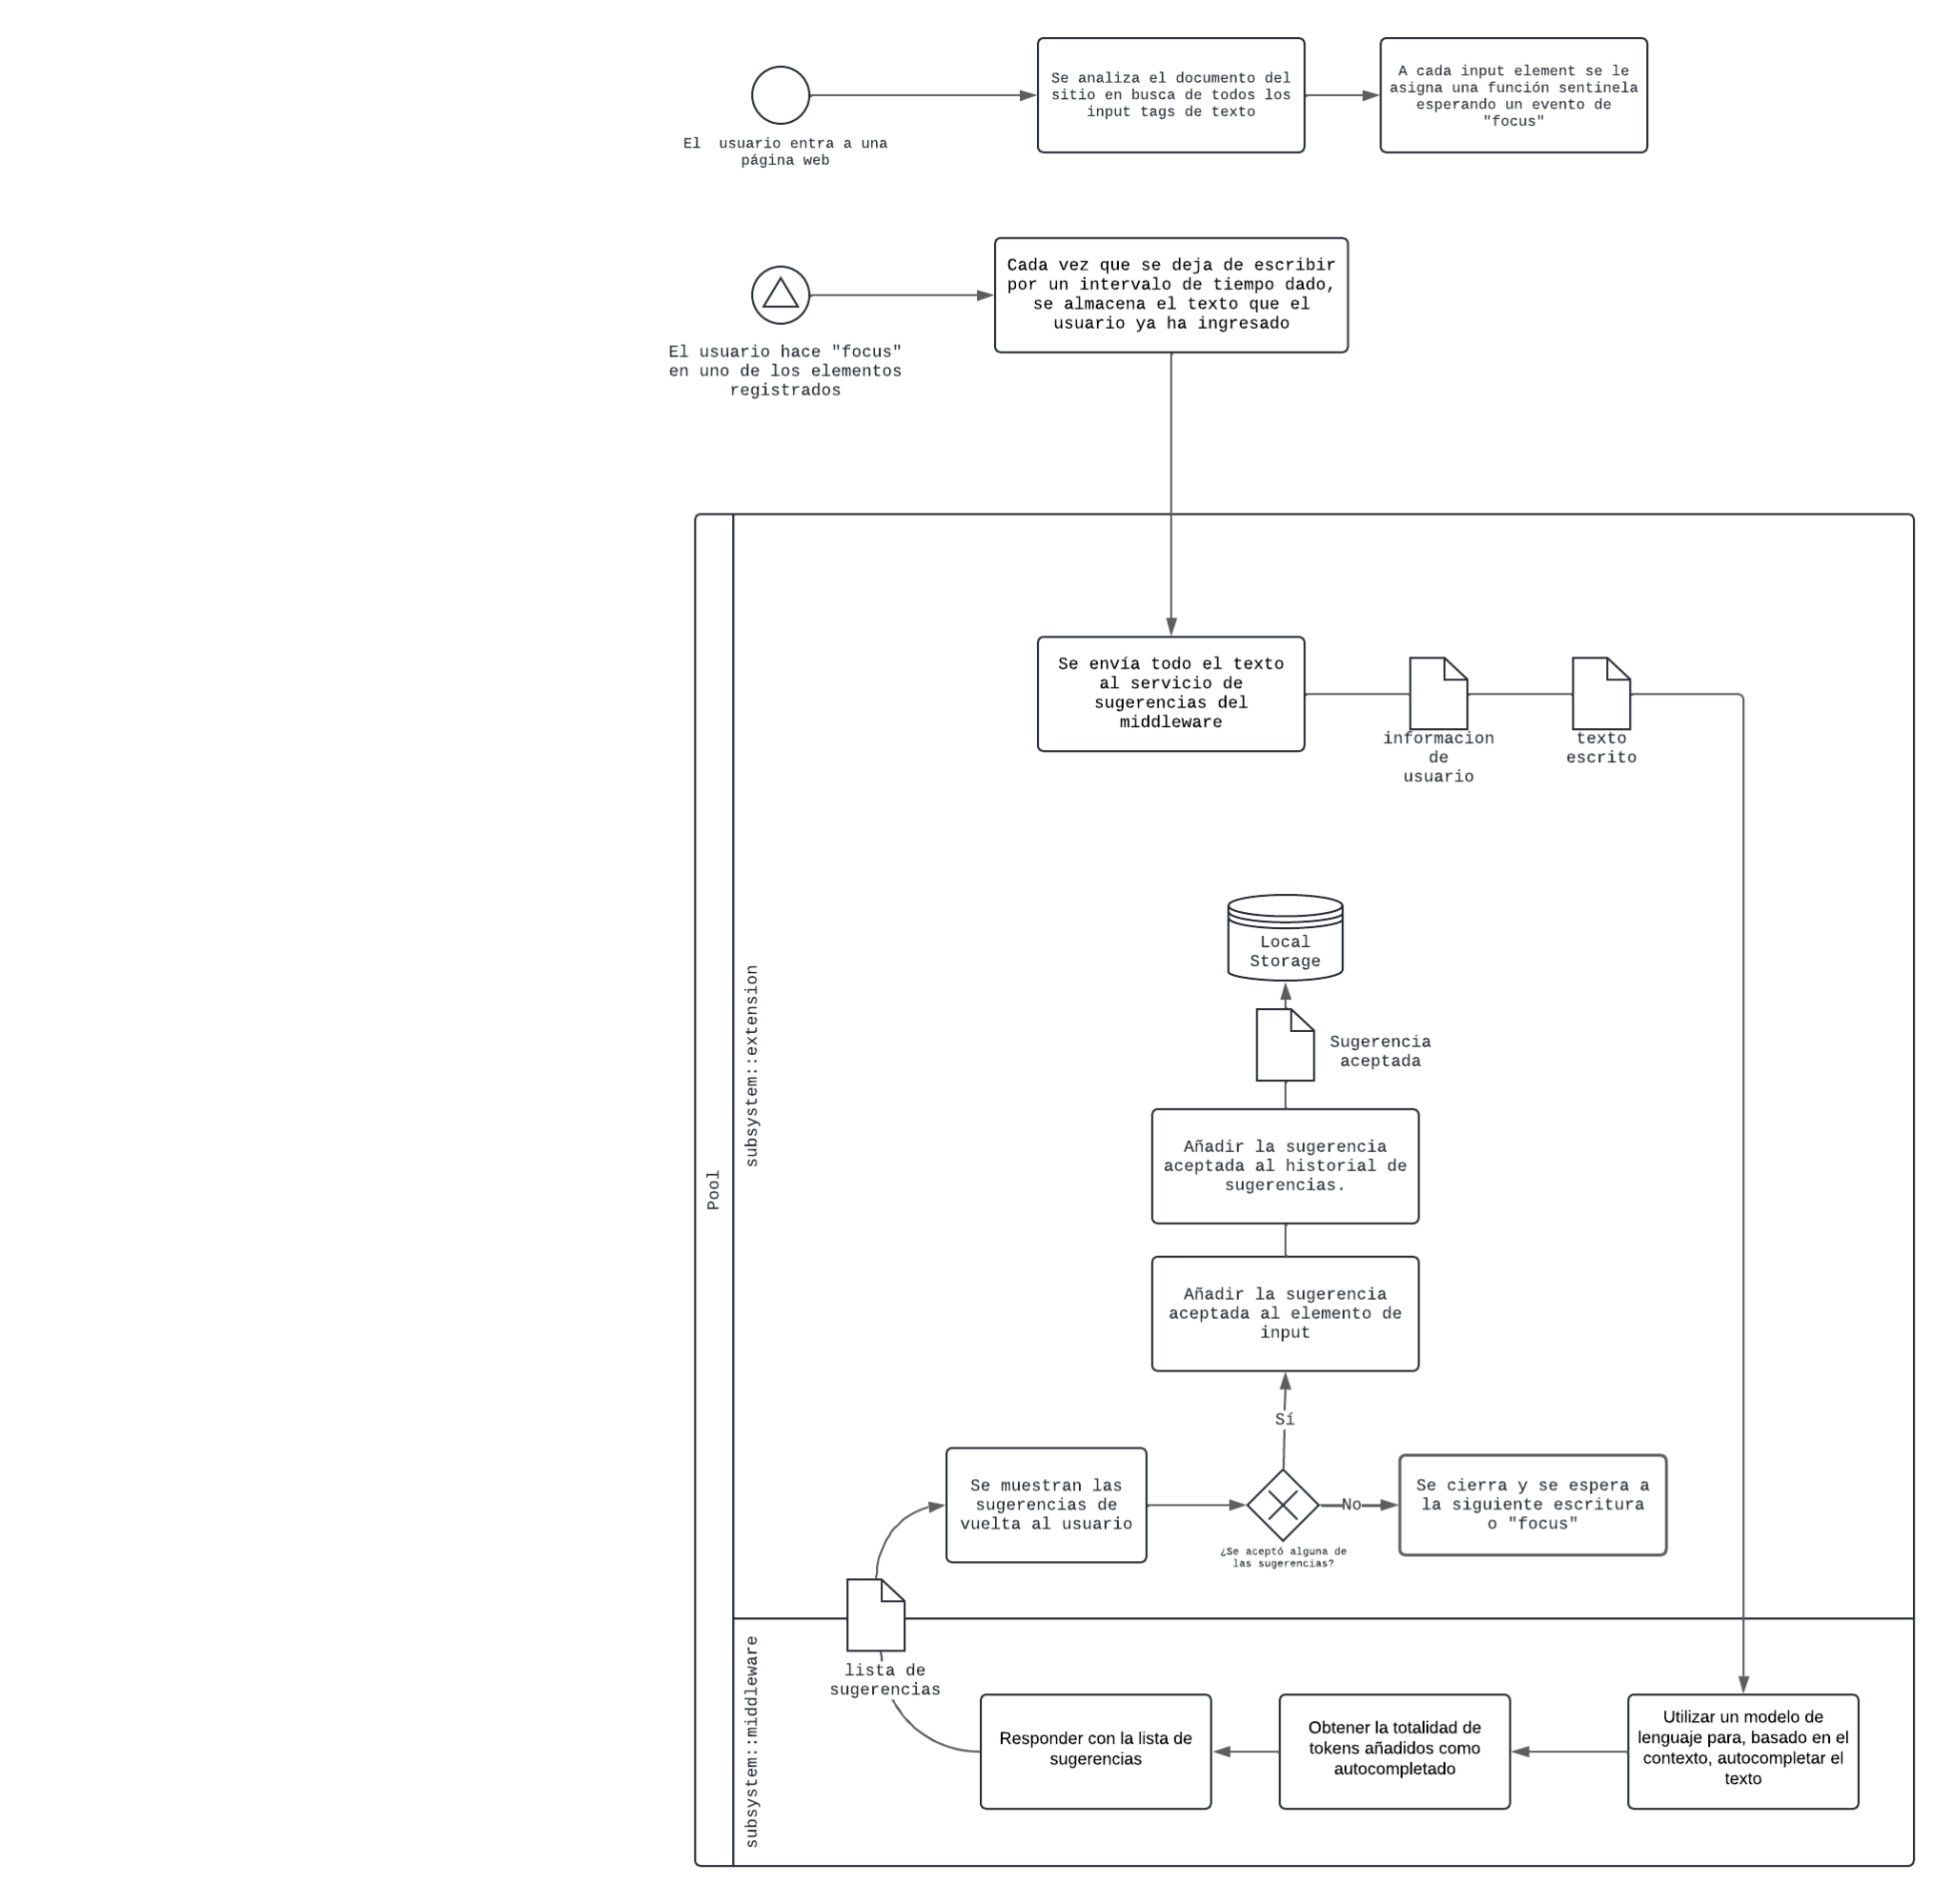 Se analiza el documento del
sitio en busca de todos los
input tags de texto
A cada input element se le
asigna una función sentinela
esperando un evento de
"focus"
El  usuario entra a una
página web
Cada vez que se deja de escribir
por un intervalo de tiempo dado,
se almacena el texto que el
usuario ya ha ingresado
El usuario hace "focus"
en uno de los elementos
registrados
Pool
subsystem::extension
Se envía todo el texto
al servicio de
sugerencias del
middleware
informacion
de
usuario
texto
escrito
Local
Storage
Sugerencia
aceptada
Añadir la sugerencia
aceptada al historial de
sugerencias.
Añadir la sugerencia
aceptada al elemento de
input
Sí
Se muestran las
sugerencias de
vuelta al usuario
No
Se cierra y se espera a
la siguiente escritura
o "focus"
¿Se aceptó alguna de
las sugerencias?
subsystem::middleware
lista de
sugerencias
Responder con la lista de
sugerencias
Obtener la totalidad de
tokens añadidos como
autocompletado
Utilizar un modelo de
lenguaje para, basado en el
contexto, autocompletar el
texto